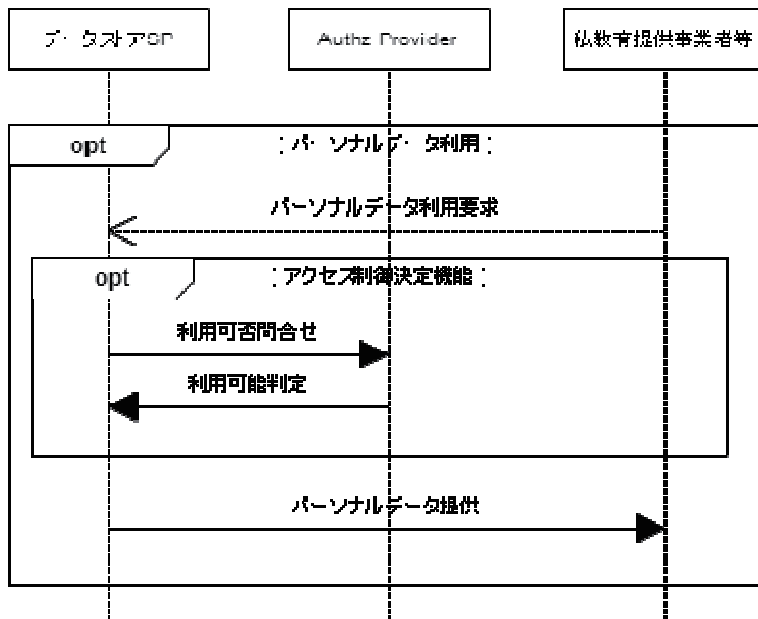 データストアSP
Authz Provider
教育提供事業者等
opt
[パーソナルデータ利用]
パーソナルデータ利用要求
opt
[アクセス制御決定機能]
利用可否問合せ
利用可能判定
パーソナルデータ提供